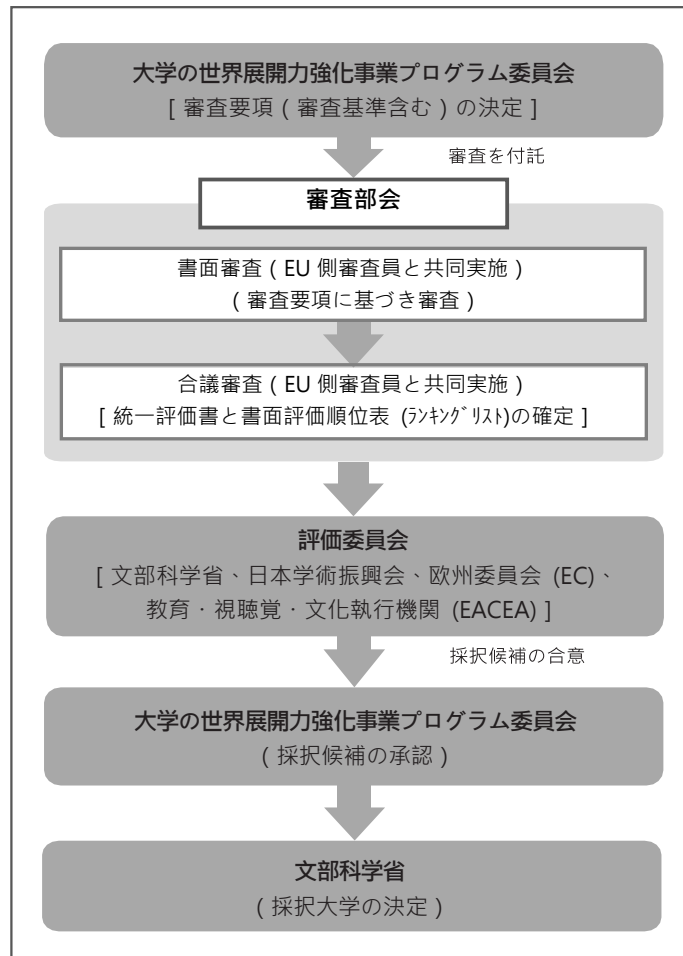 大学の世界展開力強化事業プログラム委員会
[ 審査要項 ( 審査基準含む ) の決定 ]
審査を付託
審査部会
書面審査 ( EU 側審査員と共同実施 )
( 審査要項に基づき審査 )
合議審査 ( EU 側審査員と共同実施 )
[ 統一評価書と書面評価順位表 (ﾗﾝｷﾝｸﾞﾘｽﾄ)の確定 ]
評価委員会
[ 文部科学省、日本学術振興会、欧州委員会 (EC)、
教育・視聴覚・文化執行機関 (EACEA) ]
採択候補の合意
大学の世界展開力強化事業プログラム委員会
( 採択候補の承認 )
文部科学省
( 採択大学の決定 )